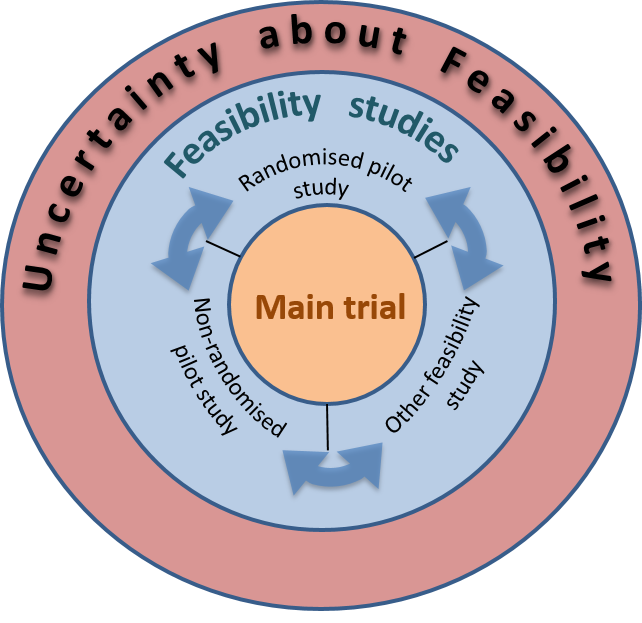 Uncertainty about Feasibility
Feasibility studies
Randomised pilot
study
Main trial
Non-randomised
pilot study
Other feasibility
study